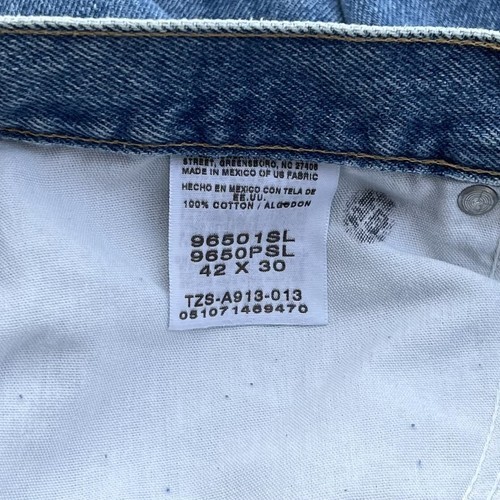 STREET, GREENSBORO, NC 27408
MADE IN MEXICO OF US FABRIC
HECHO EN MEXICO CON TELA DE
EE.UU.
100% COTTON / ALGODON
96501SL
9650PSL
42 X 30
TZS-A913-013
051071469470